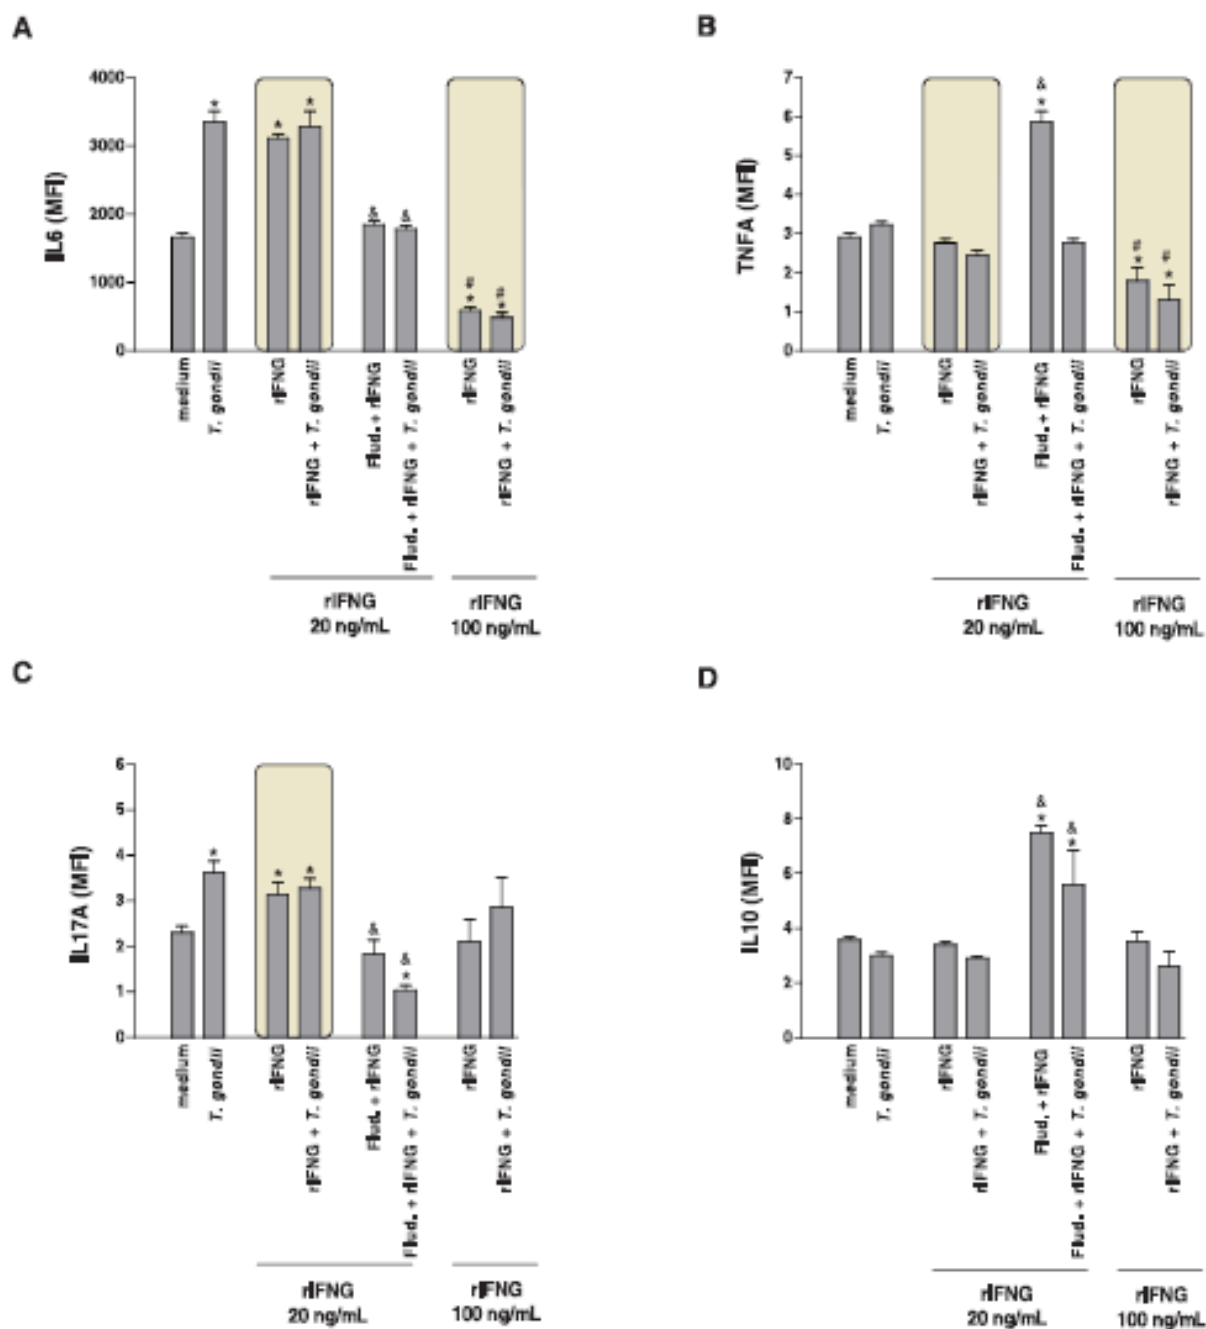 A
IL6 (MFI)
4000
3000
2000
1000
0
*
*
*
&
&
*
*
medium
T. gondii
rIFNG
rIFNG + T. gondii
Flud. + rIFNG
Flud. + rIFNG + T. gondii
rIFNG
rIFNG + T. gondii
rIFNG
20 ng/mL
rIFNG
100 ng/mL
B
TNFA (MFI)
7
6
5
4
3
2
1
0
&
*
*
*
medium
T. gondii
rIFNG
rIFNG + T. gondii
Flud. + rIFNG
Flud. + rIFNG + T. gondii
rIFNG
rIFNG + T. gondii
rIFNG
20 ng/mL
rIFNG
100 ng/mL
C
IL17A (MFI)
6
5
4
3
2
1
0
*
*
*
&
&
*
medium
T. gondii
rIFNG
rIFNG + T. gondii
Flud. + rIFNG
Flud. + rIFNG + T. gondii
rIFNG
rIFNG + T. gondii
rIFNG
20 ng/mL
rIFNG
100 ng/mL
D
IL10 (MFI)
10
8
6
4
2
0
&
*
&
*
medium
T. gondii
rIFNG
rIFNG + T. gondii
Flud. + rIFNG
Flud. + rIFNG + T. gondii
rIFNG
rIFNG + T. gondii
rIFNG
20 ng/mL
rIFNG
100 ng/mL